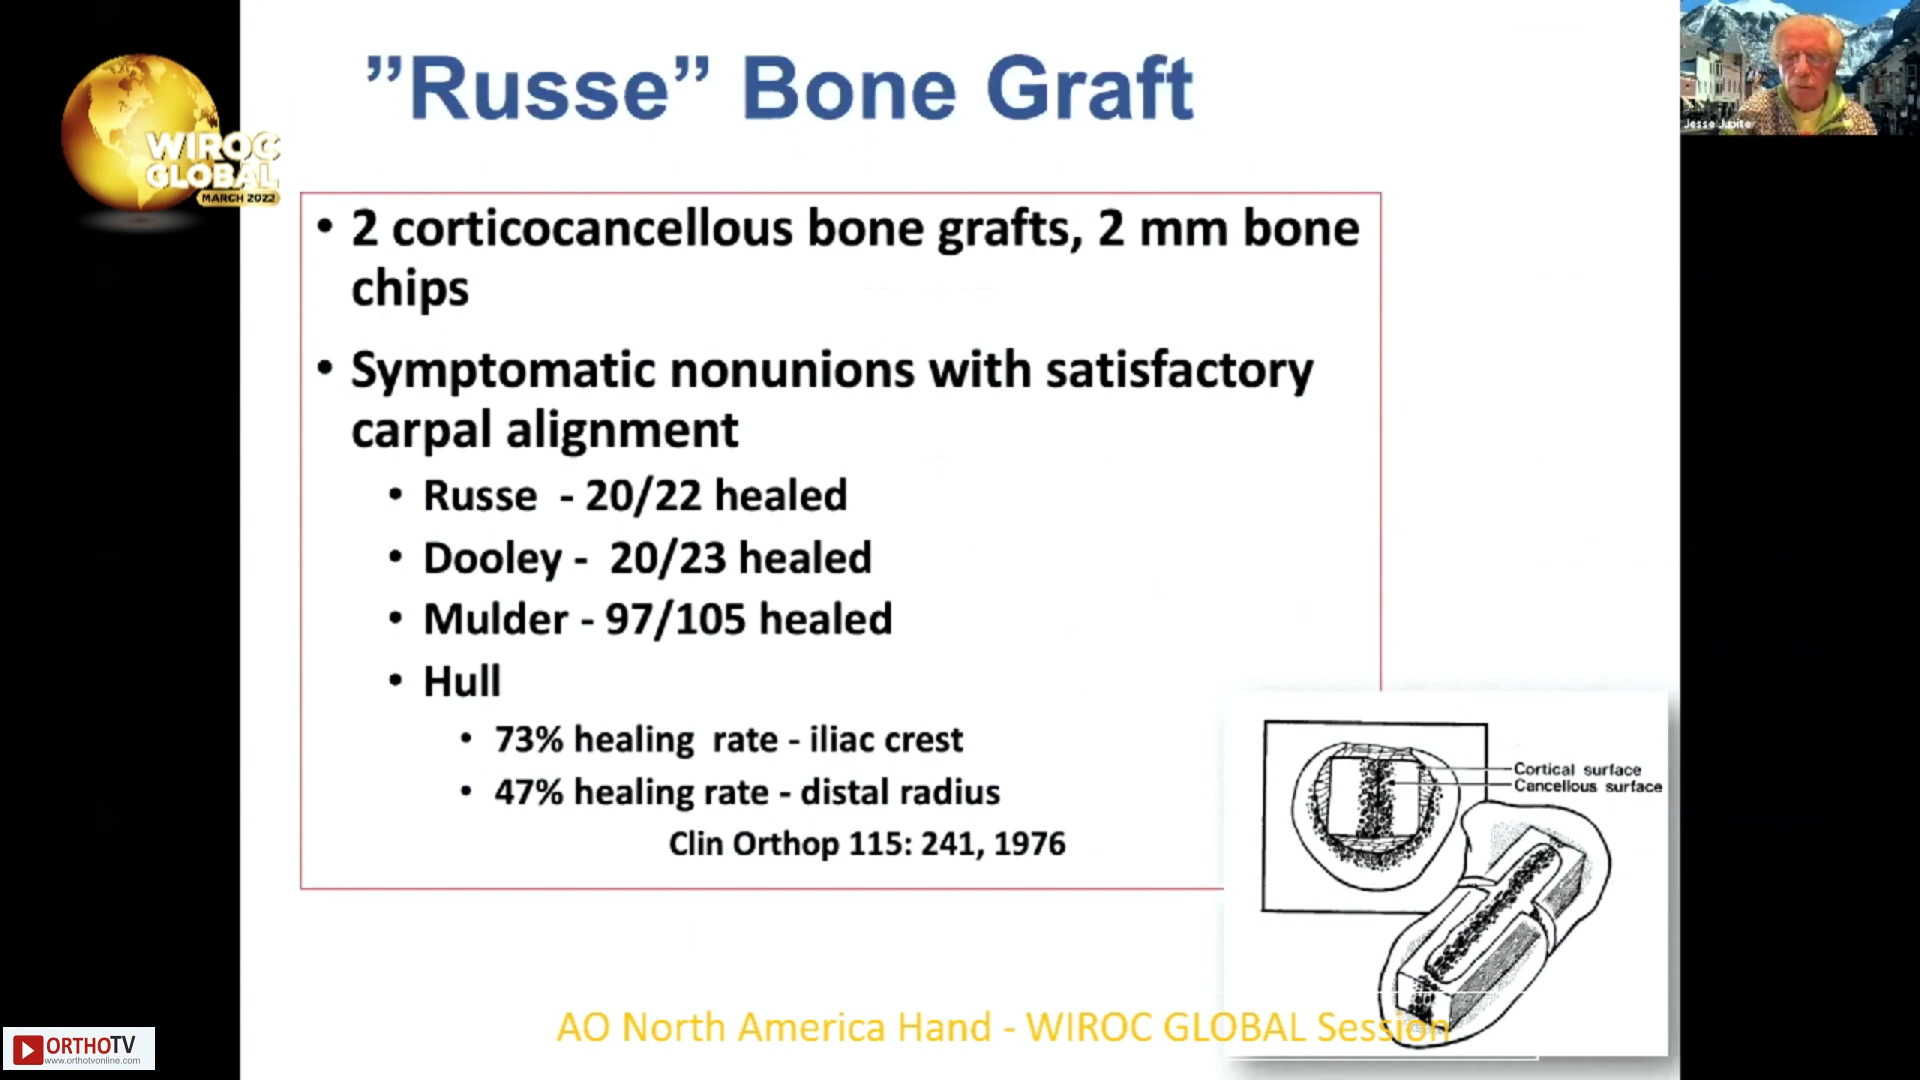 ”Russe” Bone Graft
WIROC
GLOBAL
MARCH 2022
Jesse Jupiter
• 2 corticocancellous bone grafts, 2 mm bone
chips
• Symptomatic nonunions with satisfactory
carpal alignment
• Russe - 20/22 healed
• Dooley - 20/23 healed
• Mulder - 97/105 healed
• Hull
• 73% healing rate - iliac crest
• 47% healing rate - distal radius
Clin Orthop 115: 241, 1976
Cortical surface
Cancellous surface
AO North America Hand - WIROC GLOBAL Session
ORTHOTV
www.orthotvonline.com